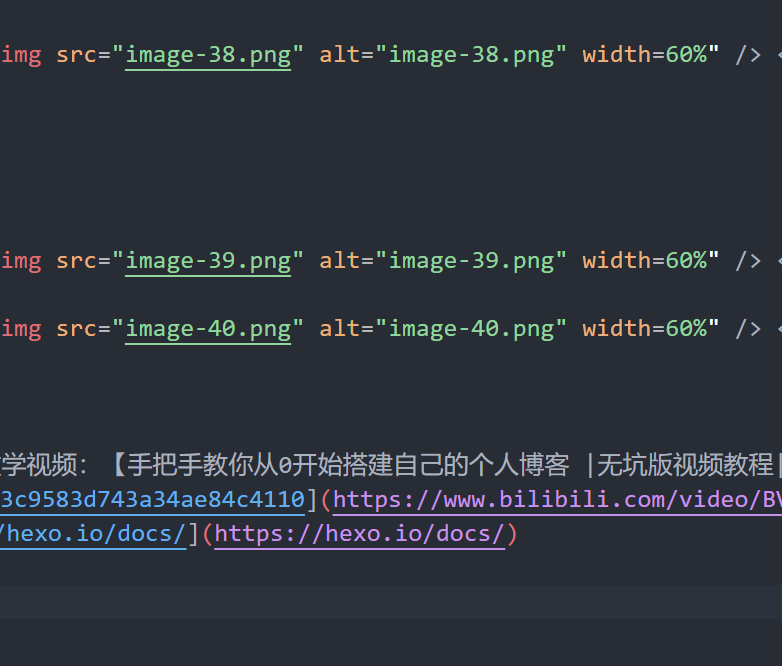 img src="image-38.png" alt="image-38.png" width=60%" /> <
img src="image-39.png" alt="image-39.png" width=60%" /> <
img src="image-40.png" alt="image-40.png" width=60%" /> <
学视频：【手把手教你从0开始搭建自己的个人博客 |无坑版视频教程|
3c9583d743a34ae84c4110](https://www.bilibili.com/video/BV
/hexo.io/docs/](https://hexo.io/docs/)